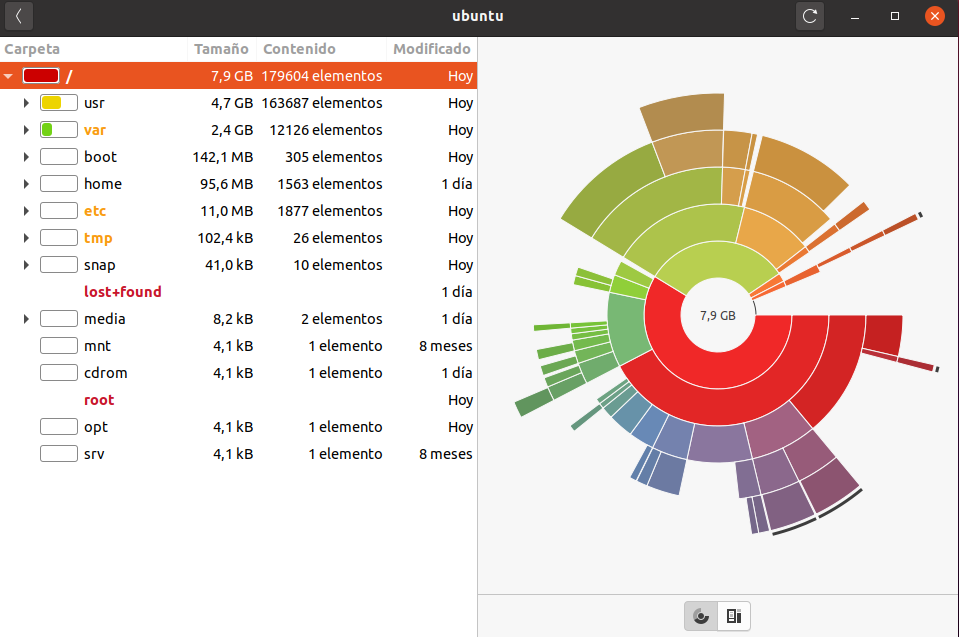 ubuntu
Carpeta Tamaño Contenido Modificado
/ 7,9 GB 179604 elementos Hoy
usr 4,7 GB 163687 elementos Hoy
var 2,4 GB 12126 elementos Hoy
boot 142,1 MB 305 elementos Hoy
home 95,6 MB 1563 elementos 1 día
etc 11,0 MB 1877 elementos Hoy
tmp 102,4 kB 26 elementos Hoy
snap 41,0 kB 10 elementos Hoy
lost+found 1 día
media 8,2 kB 2 elementos 1 día
mnt 4,1 kB 1 elemento 8 meses
cdrom 4,1 kB 1 elemento 1 día
root Hoy
opt 4,1 kB 1 elemento Hoy
srv 4,1 kB 1 elemento 8 meses
7,9 GB